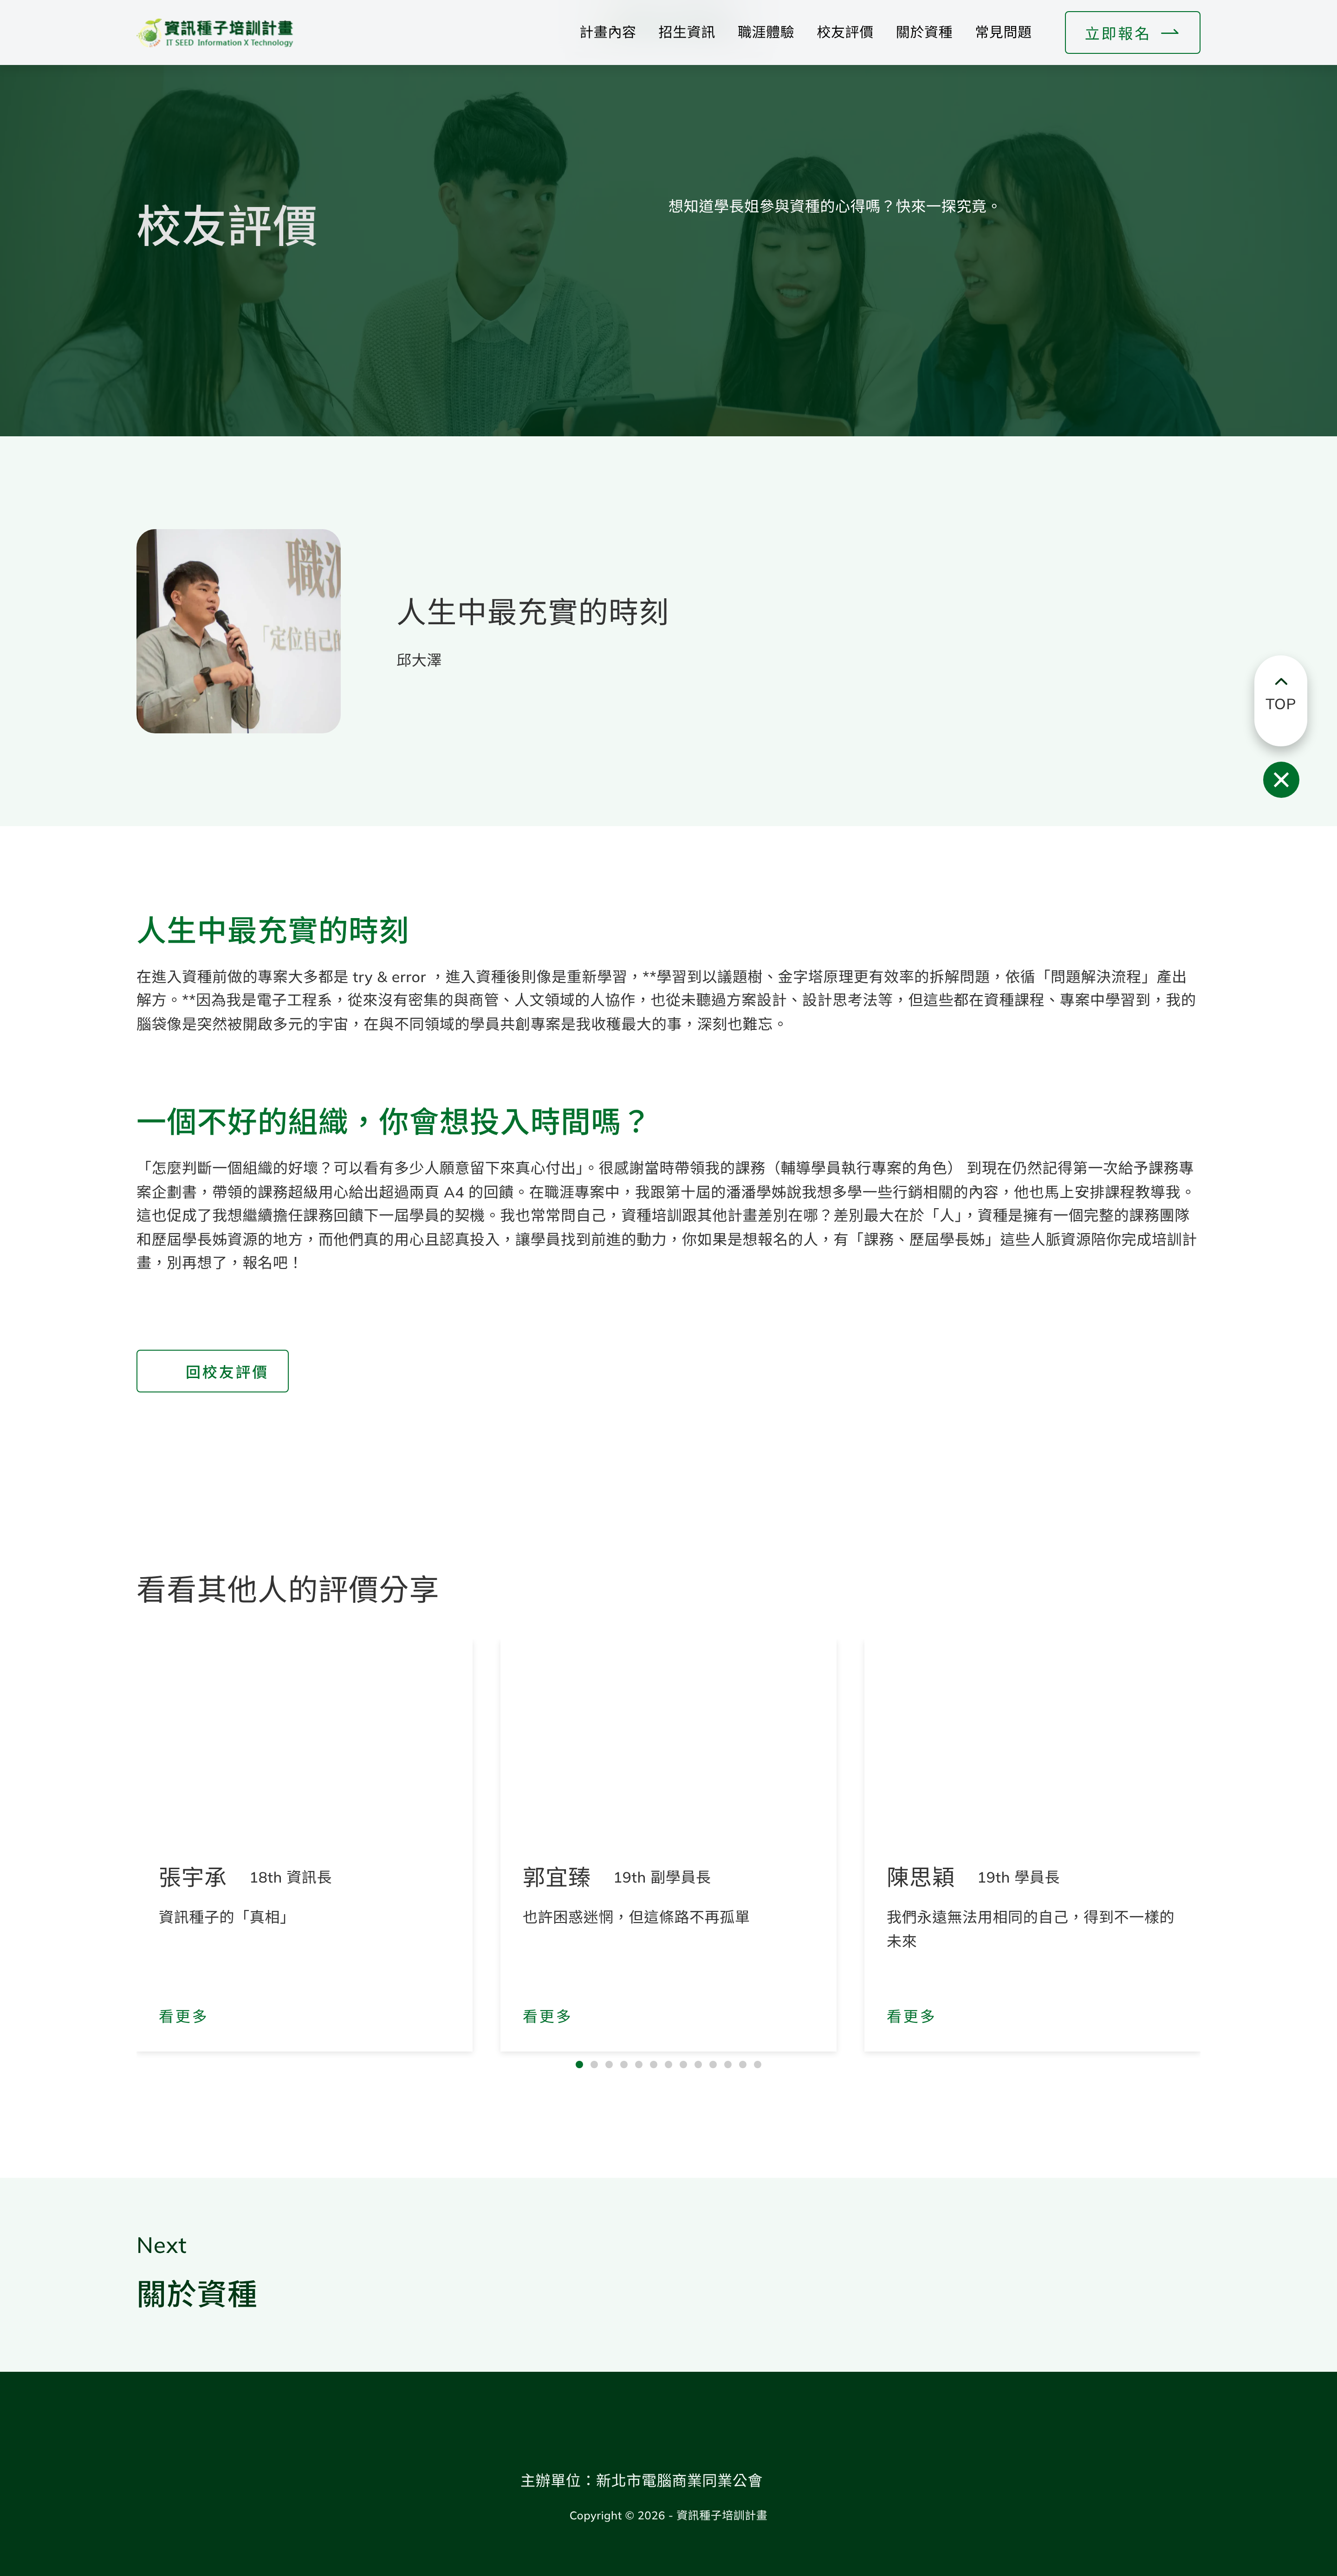 資訊種子培訓計畫
IT SEED Information X Technology
計畫內容 招生資訊 職涯體驗 校友評價 關於資種 常見問題 立即報名
校友評價
想知道學長姐參與資種的心得嗎？快來一探究竟。
職涯
「定位自己的
人生中最充實的時刻
邱大澤
TOP
人生中最充實的時刻
在進入資種前做的專案大多都是 try & error ，進入資種後則像是重新學習，**學習到以議題樹、金字塔原理更有效率的拆解問題，依循「問題解決流程」產出
解方。**因為我是電子工程系，從來沒有密集的與商管、人文領域的人協作，也從未聽過方案設計、設計思考法等，但這些都在資種課程、專案中學習到，我的
腦袋像是突然被開啟多元的宇宙，在與不同領域的學員共創專案是我收穫最大的事，深刻也難忘。
一個不好的組織，你會想投入時間嗎？
「怎麼判斷一個組織的好壞？可以看有多少人願意留下來真心付出」。很感謝當時帶領我的課務（輔導學員執行專案的角色） 到現在仍然記得第一次給予課務專
案企劃書，帶領的課務超級用心給出超過兩頁 A4 的回饋。在職涯專案中，我跟第十屆的潘潘學姊說我想多學一些行銷相關的內容，他也馬上安排課程教導我。
這也促成了我想繼續擔任課務回饋下一屆學員的契機。我也常常問自己，資種培訓跟其他計畫差別在哪？差別最大在於「人」，資種是擁有一個完整的課務團隊
和歷屆學長姊資源的地方，而他們真的用心且認真投入，讓學員找到前進的動力，你如果是想報名的人，有「課務、歷屆學長姊」這些人脈資源陪你完成培訓計
畫，別再想了，報名吧！
回校友評價
看看其他人的評價分享
張宇承 18th 資訊長
資訊種子的「真相」
看更多
郭宜臻 19th 副學員長
也許困惑迷惘，但這條路不再孤單
看更多
陳思穎 19th 學員長
我們永遠無法用相同的自己，得到不一樣的
未來
看更多
Next
關於資種
主辦單位：新北市電腦商業同業公會
Copyright © 2026 - 資訊種子培訓計畫